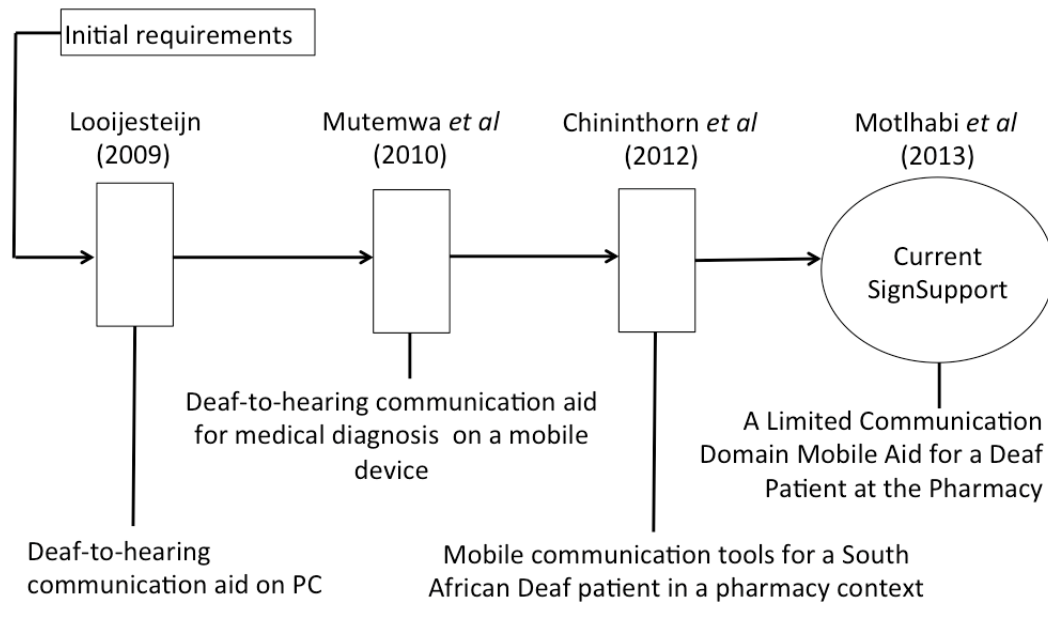 Initial requirements
Looijesteijn
(2009)
Mutemwa et al
(2010)
Chininthorn et al
(2012)
Motlhabi et al
(2013)
Current
SignSupport
Deaf-to-hearing communication aid
for medical diagnosis on a mobile
device
A Limited Communication
Domain Mobile Aid for a Deaf
Patient at the Pharmacy
Deaf-to-hearing
communication aid on PC
Mobile communication tools for a South
African Deaf patient in a pharmacy context